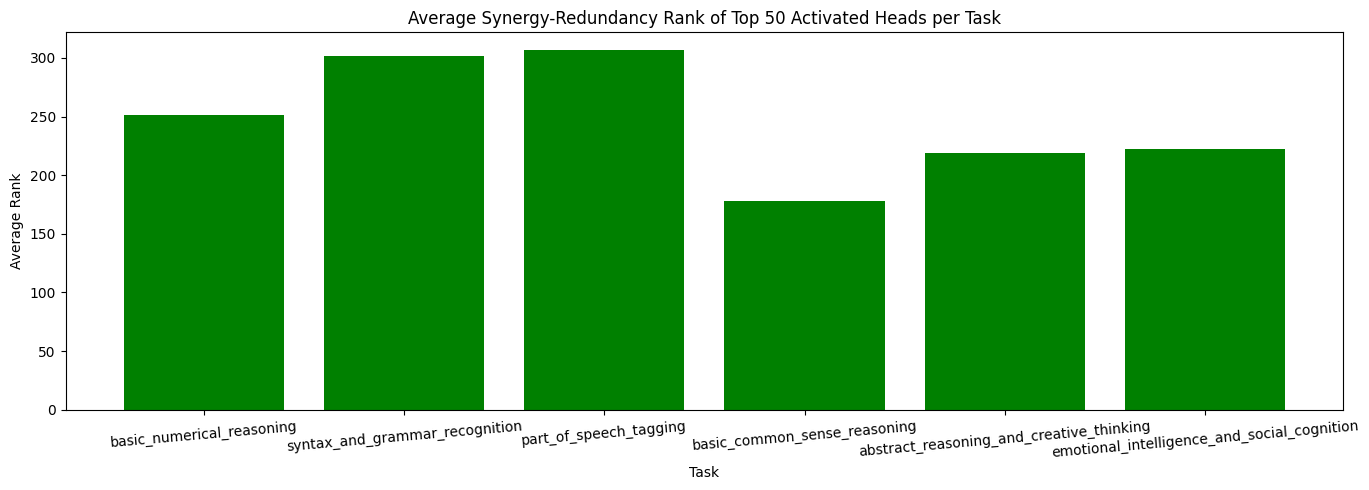 Average Synergy-Redundancy Rank of Top 50 Activated Heads per Task
Average Rank
300
250
200
150
100
50
0
basic_numerical_reasoning
syntax_and_grammar_recognition
part_of_speech_tagging
basic_common_sense_reasoning
abstract_reasoning_and_creative_thinking
emotional_intelligence_and_social_cognition
Task